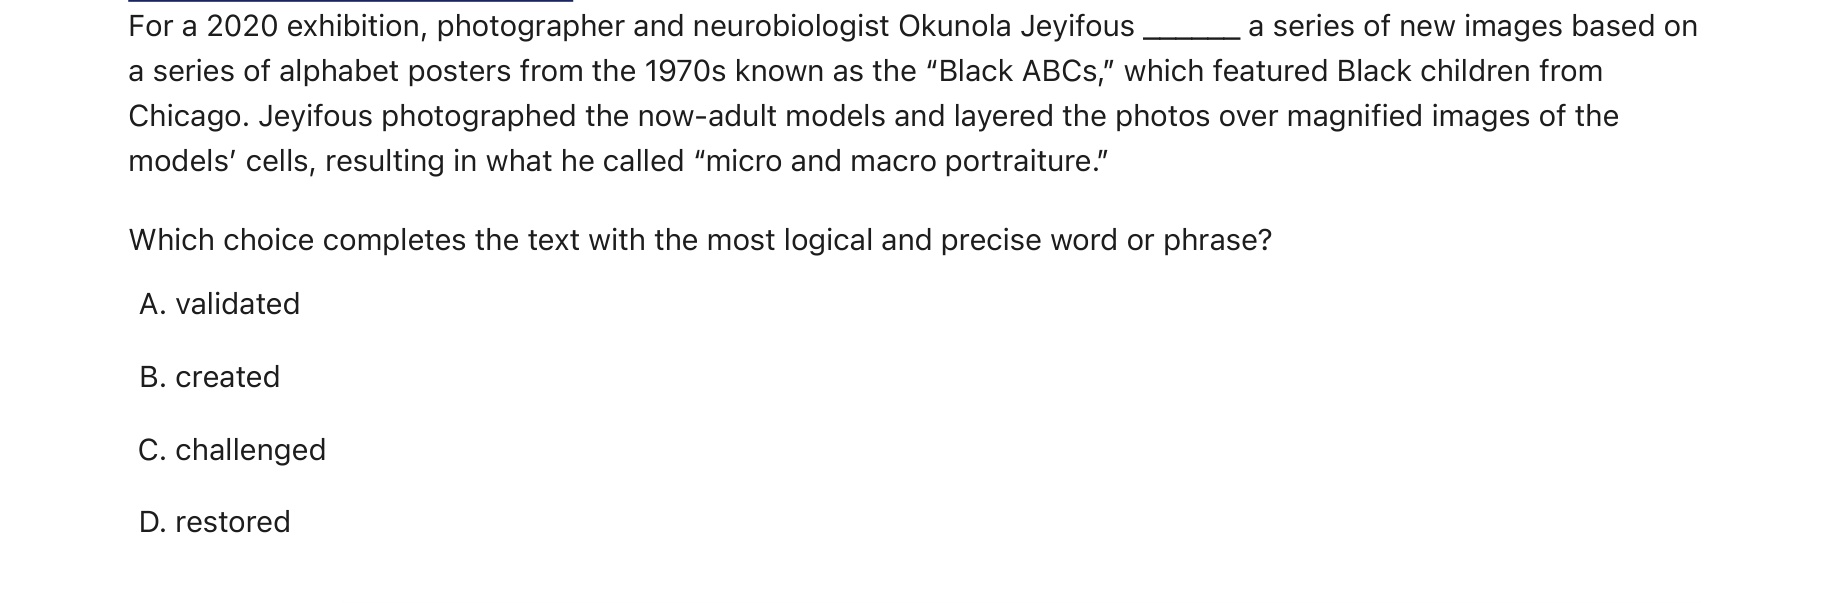 For a 2020 exhibition, photographer and neurobiologist Okunola Jeyifous ______ a series of new images based on
a series of alphabet posters from the 1970s known as the “Black ABCs,” which featured Black children from
Chicago. Jeyifous photographed the now-adult models and layered the photos over magnified images of the
models’ cells, resulting in what he called “micro and macro portraiture.”
Which choice completes the text with the most logical and precise word or phrase?
A. validated
B. created
C. challenged
D. restored